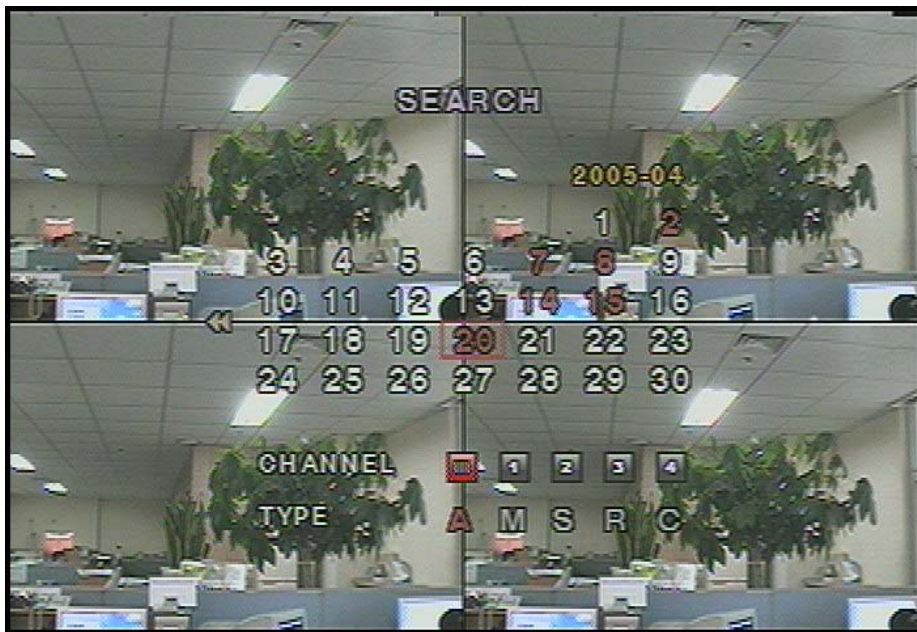 SEARCH
2005-04
1 2
3 4 5 6 7 8 9
10 11 12 13 14 15 16
17 18 19 20 21 22 23
24 25 26 27 28 29 30
CHANNEL 1 2 3 4
TYPE A M S R C